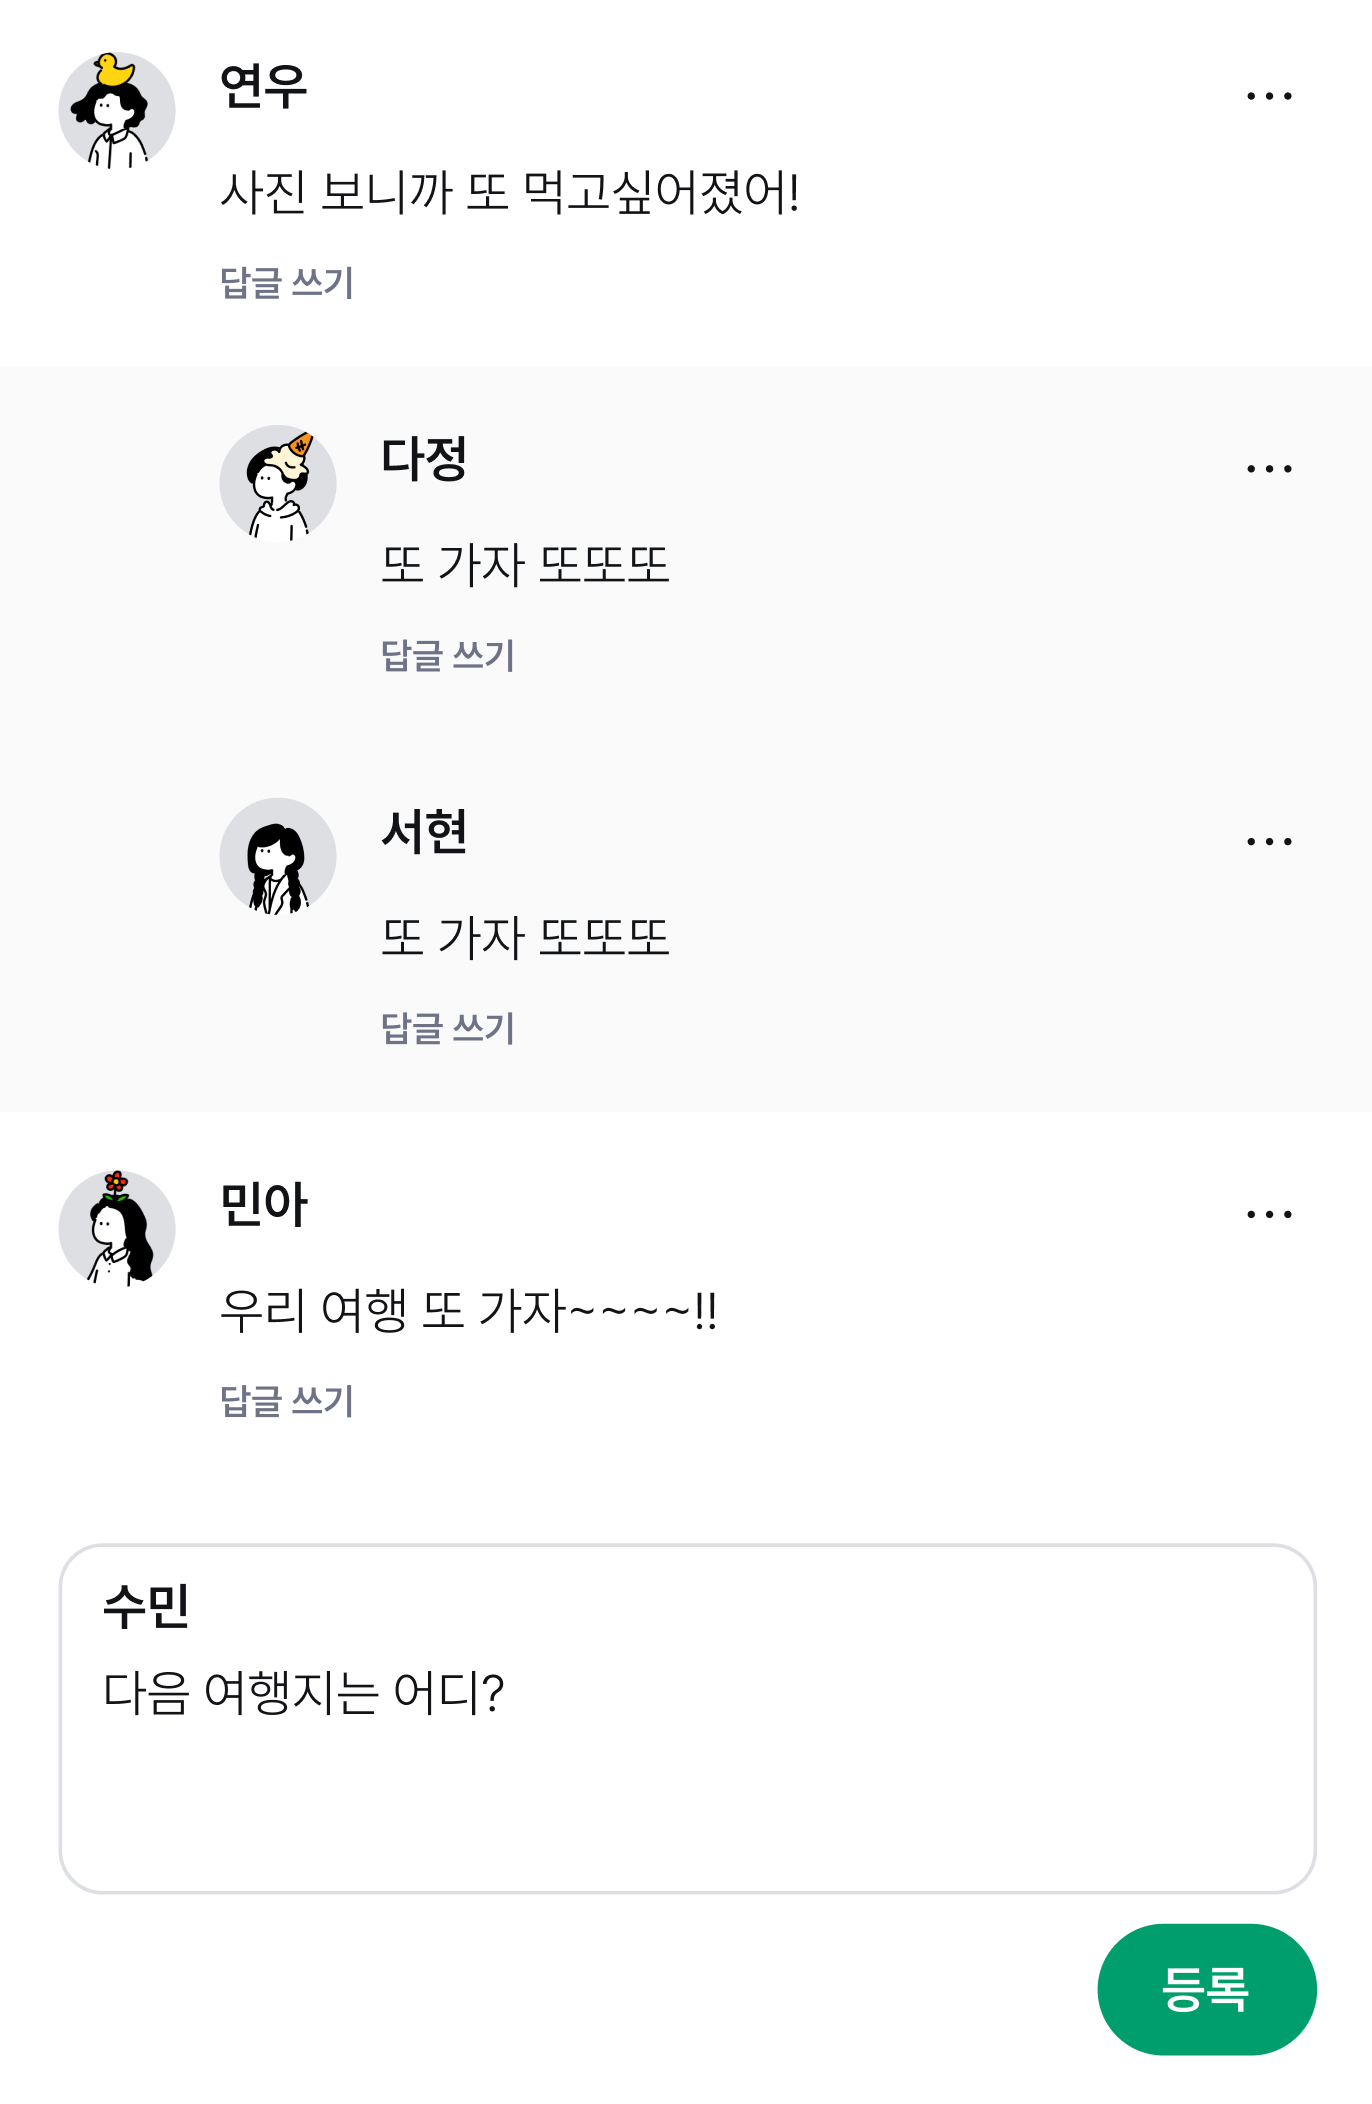 연우
사진 보니까 또 먹고싶어졌어!
답글 쓰기
다정
또 가자 또또또
답글 쓰기
서현
또 가자 또또또
답글 쓰기
민아
우리 여행 또 가자~~~~!!
답글 쓰기
수민
다음 여행지는 어디?
등록